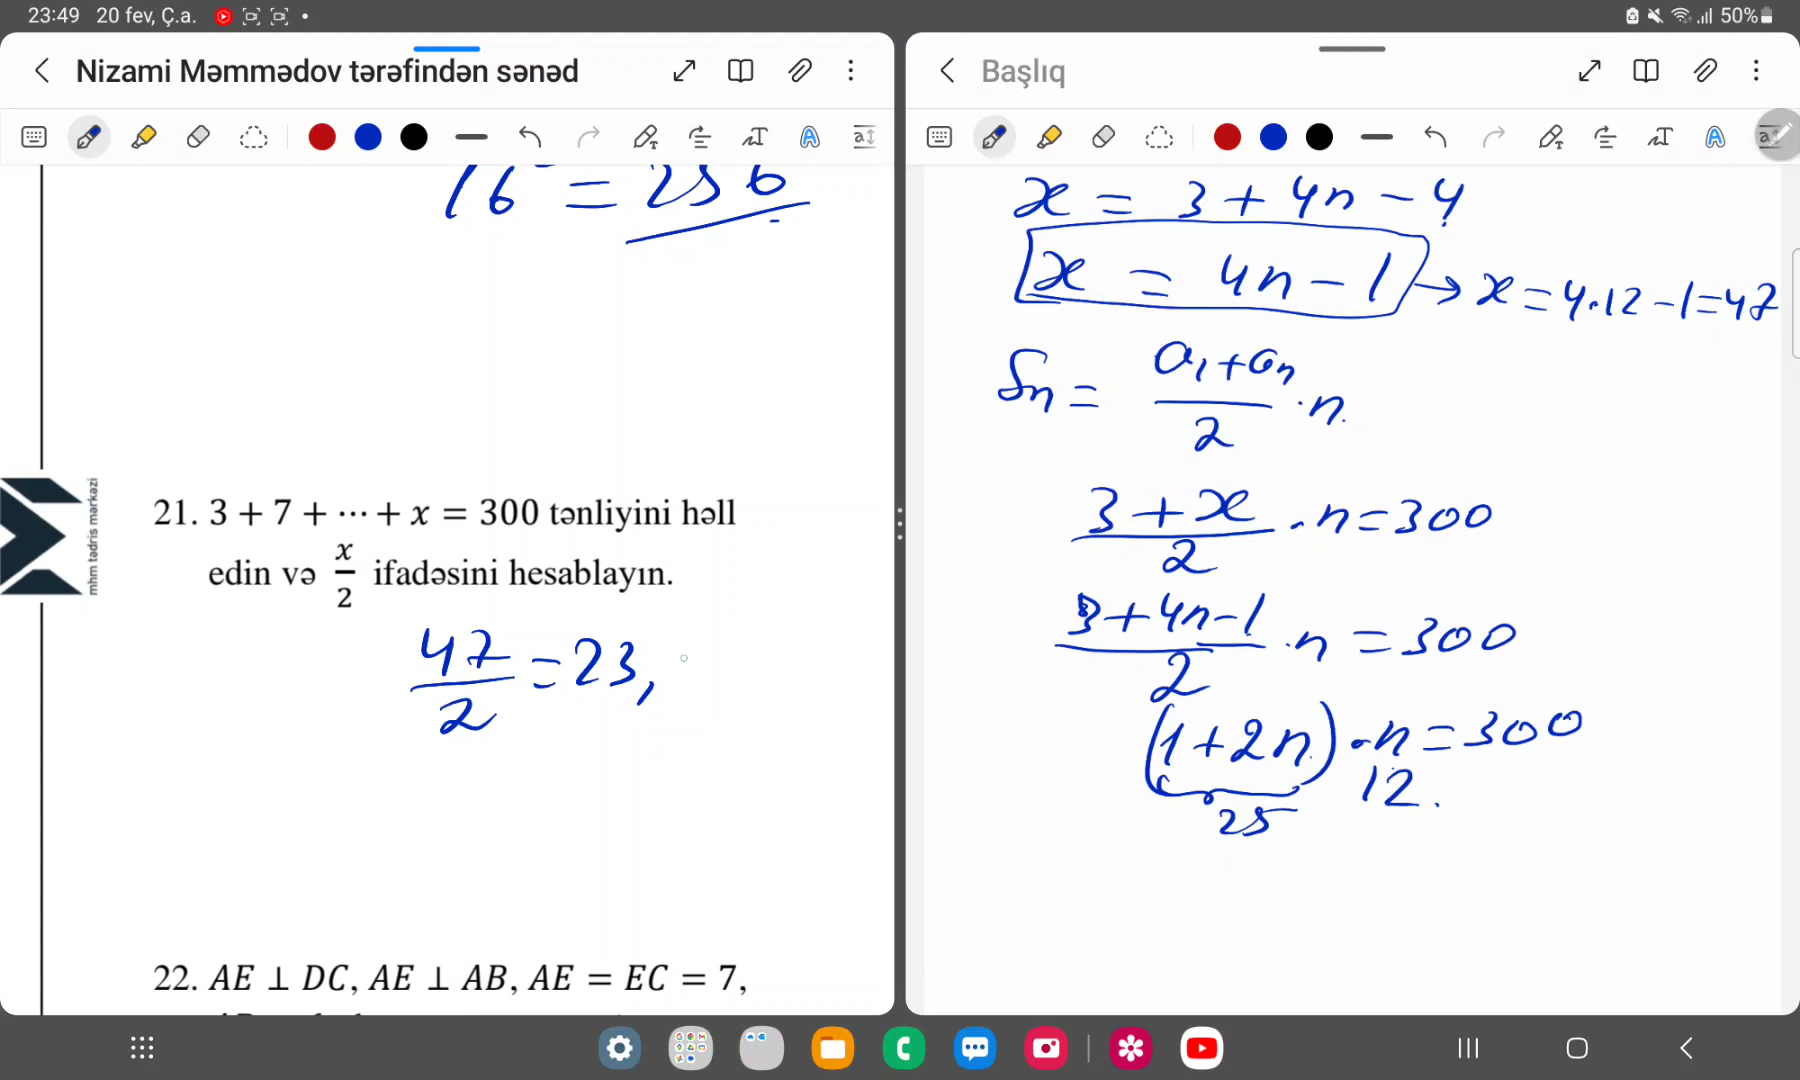 23:49 20 fev, Ç.a.
50%
Nizami Məmmədov tərəfindən sənəd
16 = 256
mhm tədris mərkəzi
21. 3 + 7 + ⋯ + x = 300 tənliyini həll
edin və x/2 ifadəsini hesablayın.
47/2 = 23,
22. AE ⊥ DC, AE ⊥ AB, AE = EC = 7,
Başlıq
x = 3 + 4n − 4
x = 4n − 1 → x = 4·12 − 1 = 47
Sn = (a1 + an)/2 · n
(3 + x)/2 · n = 300
(3 + 4n − 1)/2 · n = 300
(1 + 2n) · n = 300
25 12.